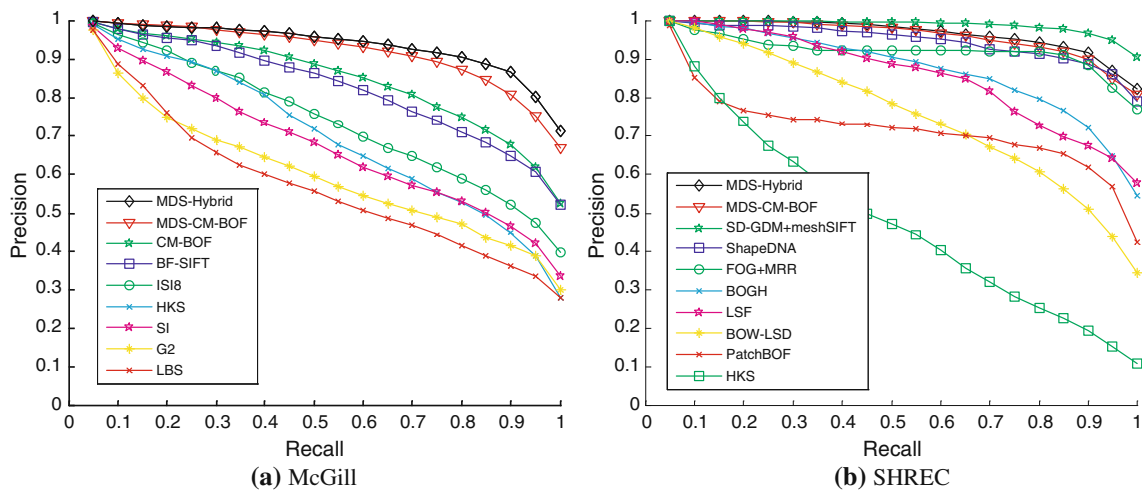 1
0.9
0.8
0.7
0.6
0.5
0.4
0.3
0.2
0.1
0
Precision
MDS-Hybrid
MDS-CM-BOF
CM-BOF
BF-SIFT
ISI8
HKS
SI
G2
LBS
0 0.1 0.2 0.3 0.4 0.5 0.6 0.7 0.8 0.9 1
Recall
(a) McGill
1
0.9
0.8
0.7
0.6
0.5
0.4
0.3
0.2
0.1
0
Precision
MDS-Hybrid
MDS-CM-BOF
SD-GDM+meshSIFT
ShapeDNA
FOG+MRR
BOGH
LSF
BOW-LSD
PatchBOF
HKS
0 0.1 0.2 0.3 0.4 0.5 0.6 0.7 0.8 0.9 1
Recall
(b) SHREC